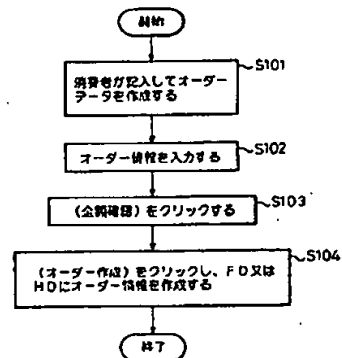 開始
消費者が記入してオーダー
データを作成する
S101
オーダー情報を入力する
S102
(金額確認)をクリックする
S103
(オーダー作成)をクリックし、FD又は
HDにオーダー情報を作成する
S104
終了